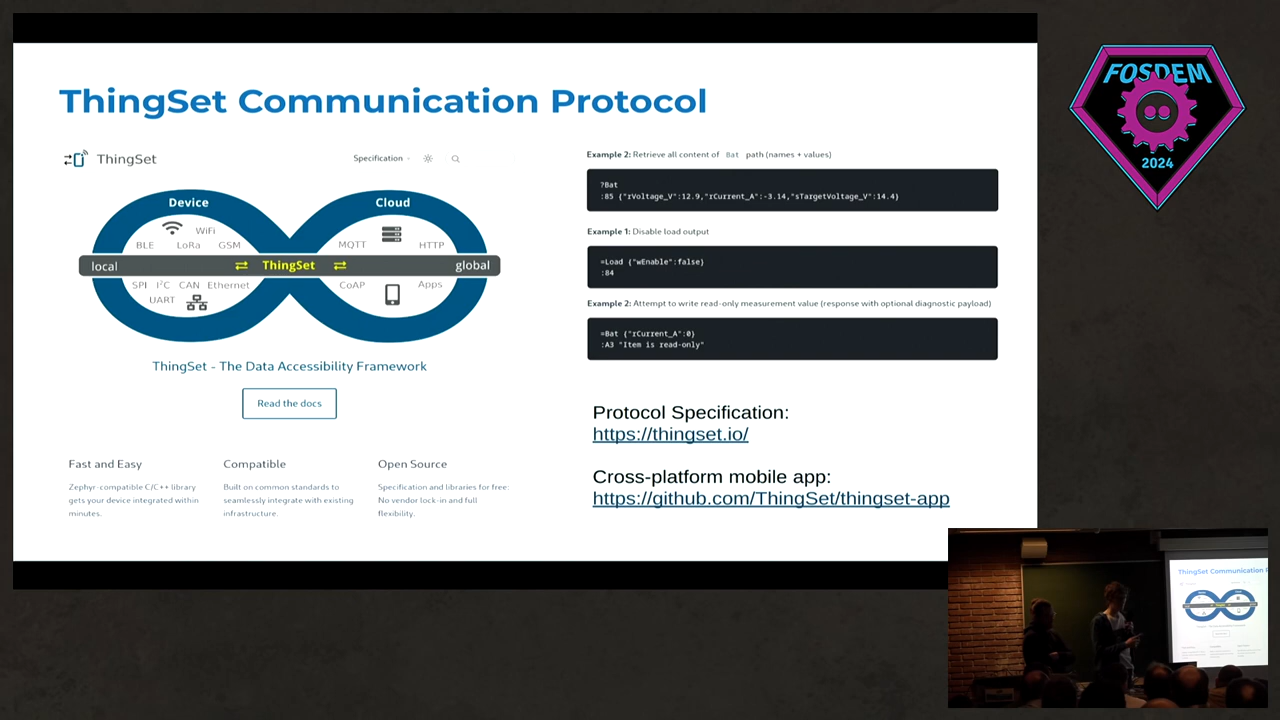 ThingSet Communication Protocol
ThingSet
Specification
Device
Cloud
WiFi
BLE LoRa GSM
MQTT HTTP
local
ThingSet
global
SPI I²C CAN Ethernet
UART
CoAP Apps
ThingSet - The Data Accessibility Framework
Read the docs
Fast and Easy
Zephyr-compatible C/C++ library
gets your device integrated within
minutes.
Compatible
Built on common standards to
seamlessly integrate with existing
infrastructure.
Open Source
Specification and libraries for free:
No vendor lock-in and full
flexibility.
Example 2: Retrieve all content of Bat path (names + values)
?Bat
:85 {"rVoltage_V":12.9,"rCurrent_A":-3.14,"sTargetVoltage_V":14.4}
Example 1: Disable load output
=Load {"wEnable":false}
:84
Example 2: Attempt to write read-only measurement value (response with optional diagnostic payload)
=Bat {"rCurrent_A":0}
:A3 "Item is read-only"
Protocol Specification:
https://thingset.io/
Cross-platform mobile app:
https://github.com/ThingSet/thingset-app
FOSDEM
2024
ThingSet Communication